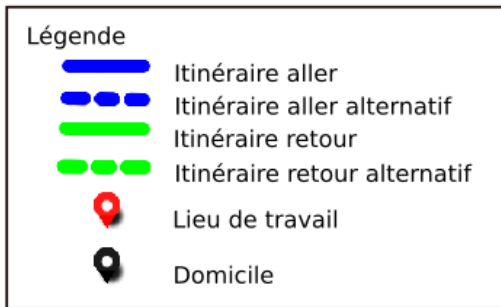 Légende
Itinéraire aller
Itinéraire aller alternatif
Itinéraire retour
Itinéraire retour alternatif
Lieu de travail
Domicile